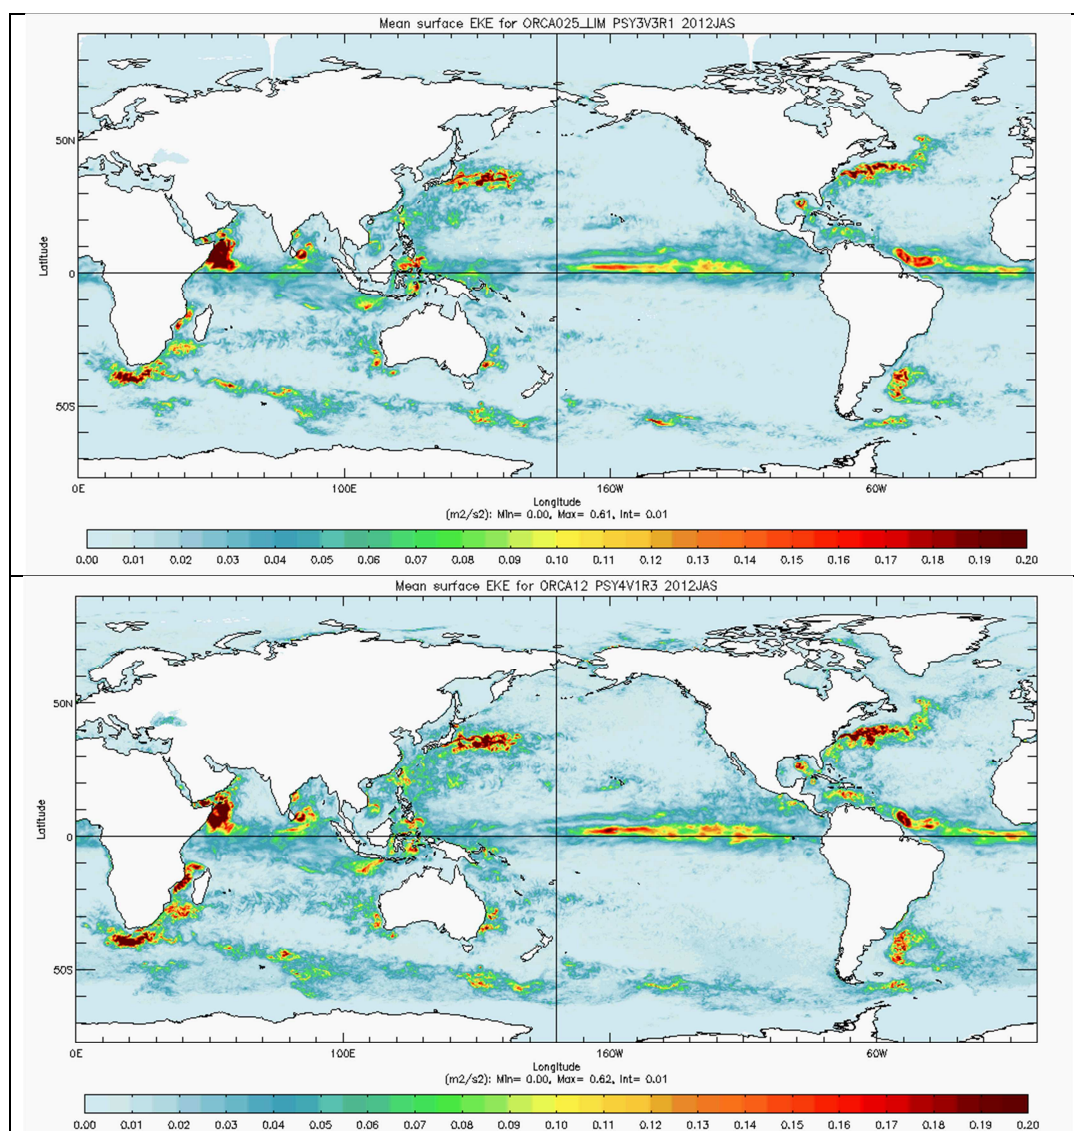 Mean surface EKE for ORCA025_LIM PSY3V3R1 2012JAS
50N
Latitude
0
50S
0E 100E 160W 60W
Longitude
(m2/s2): Min= 0.00, Max= 0.61, Int= 0.01
0.00 0.01 0.02 0.03 0.04 0.05 0.06 0.07 0.08 0.09 0.10 0.11 0.12 0.13 0.14 0.15 0.16 0.17 0.18 0.19 0.20
Mean surface EKE for ORCA12 PSY4V1R3 2012JAS
50N
Latitude
0
50S
0E 100E 160W 60W
Longitude
(m2/s2): Min= 0.00, Max= 0.62, Int= 0.01
0.00 0.01 0.02 0.03 0.04 0.05 0.06 0.07 0.08 0.09 0.10 0.11 0.12 0.13 0.14 0.15 0.16 0.17 0.18 0.19 0.20